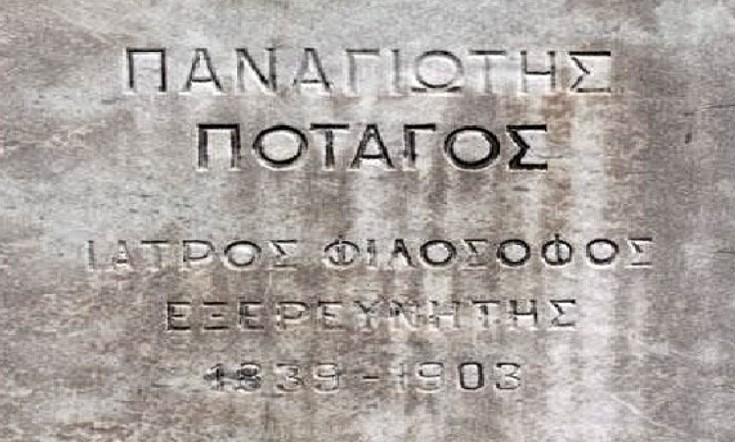 ΠΑΝΑΓΙΩΤΗΣ
ΠΟΤΑΓΟΣ
ΙΑΤΡΟΣ ΦΙΛΟΣΟΦΟΣ
ΕΞΕΡΕΥΝΗΤΗΣ
1839-1903